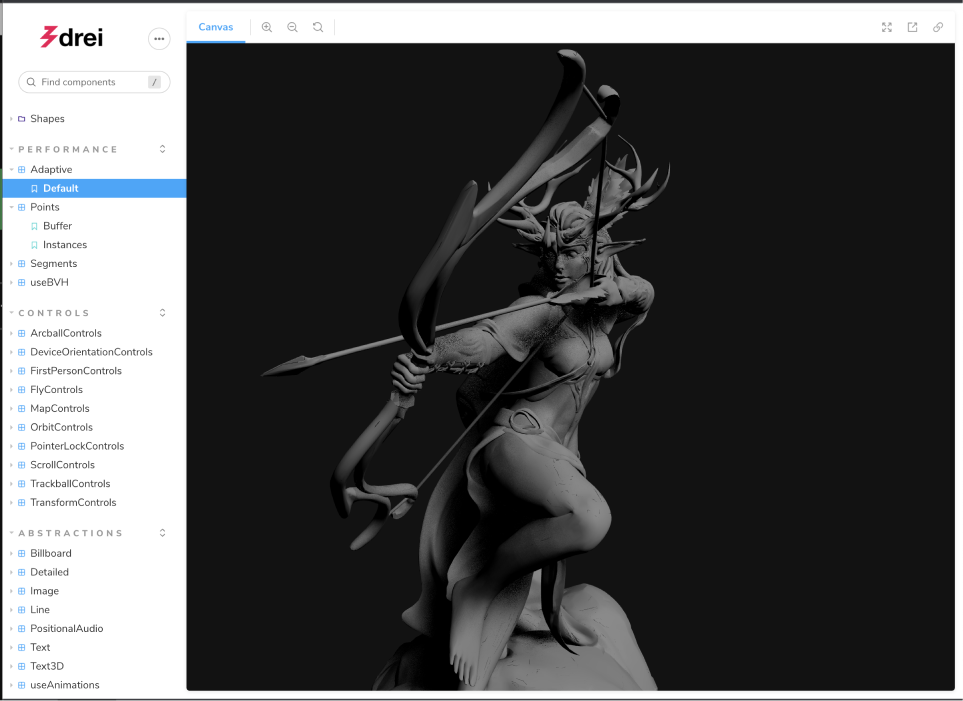 drei
Canvas
Find components /
Shapes
PERFORMANCE
Adaptive
Default
Points
Buffer
Instances
Segments
useBVH
CONTROLS
ArcballControls
DeviceOrientationControls
FirstPersonControls
FlyControls
MapControls
OrbitControls
PointerLockControls
ScrollControls
TrackballControls
TransformControls
ABSTRACTIONS
Billboard
Detailed
Image
Line
PositionalAudio
Text
Text3D
useAnimations